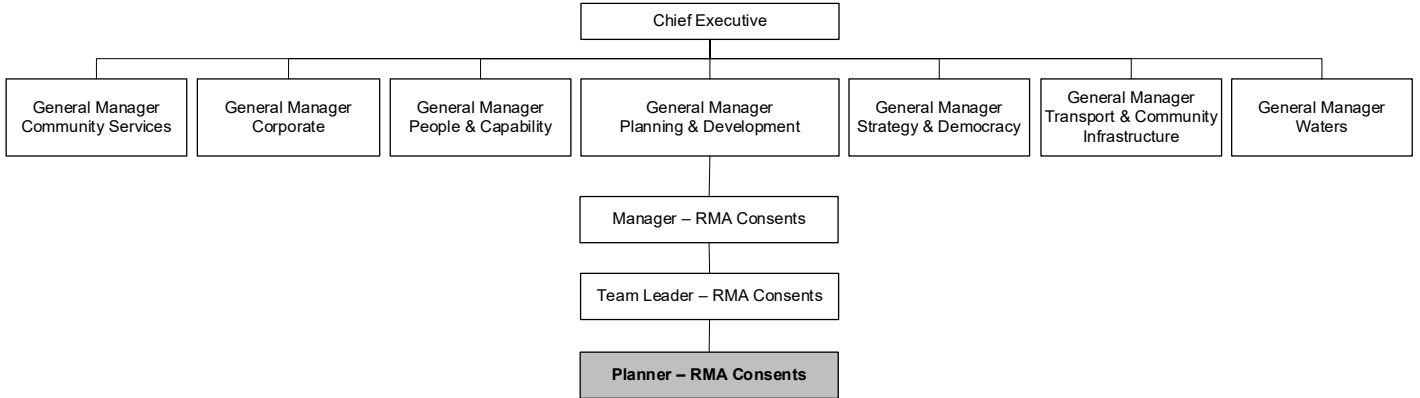 Chief Executive
General Manager
Community Services
General Manager
Corporate
General Manager
People & Capability
General Manager
Planning & Development
General Manager
Strategy & Democracy
General Manager
Transport & Community
Infrastructure
General Manager
Waters
Manager – RMA Consents
Team Leader – RMA Consents
Planner – RMA Consents